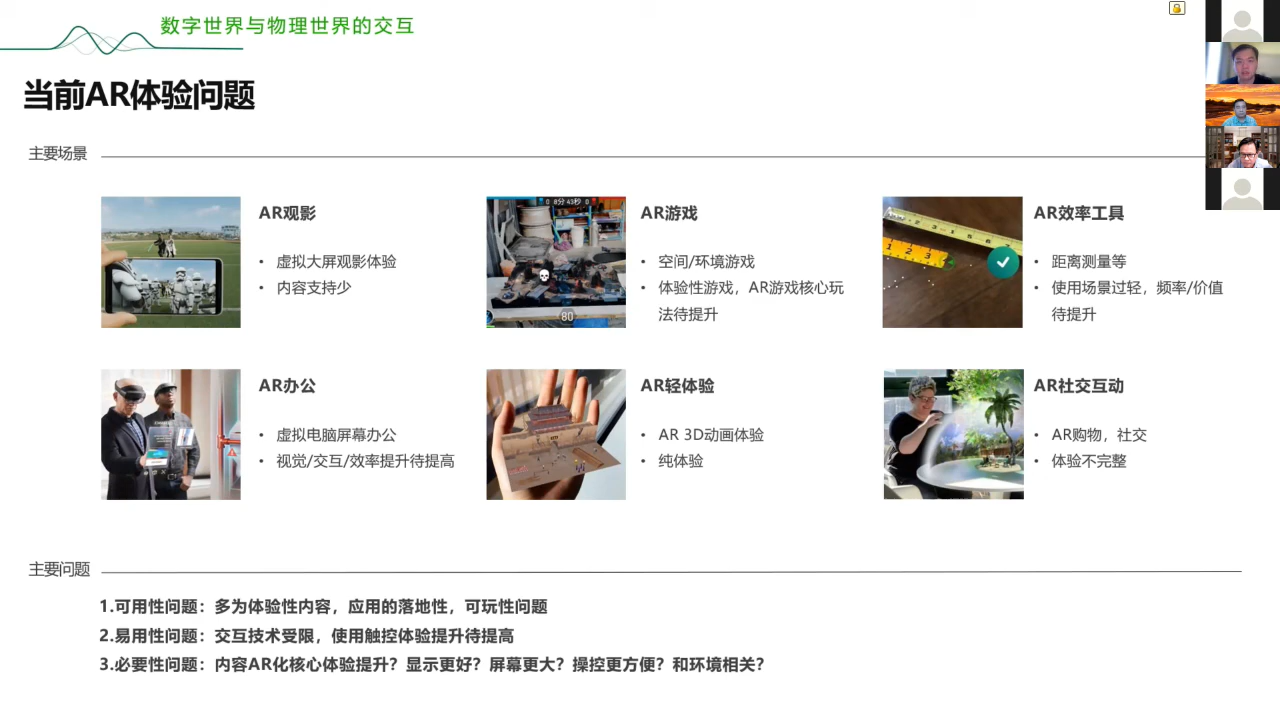 数字世界与物理世界的交互
当前AR体验问题
主要场景
AR观影
• 虚拟大屏观影体验
• 内容支持少
0 8分43秒 0
80
AR游戏
• 空间/环境游戏
• 体验性游戏，AR游戏核心玩
法待提升
AR效率工具
• 距离测量等
• 使用场景过轻，频率/价值
待提升
AR办公
• 虚拟电脑屏幕办公
• 视觉/交互/效率提升待提高
AR轻体验
• AR 3D动画体验
• 纯体验
AR社交互动
• AR购物，社交
• 体验不完整
主要问题
1.可用性问题：多为体验性内容，应用的落地性，可玩性问题
2.易用性问题：交互技术受限，使用触控体验提升待提高
3.必要性问题：内容AR化核心体验提升？显示更好？屏幕更大？操控更方便？和环境相关？